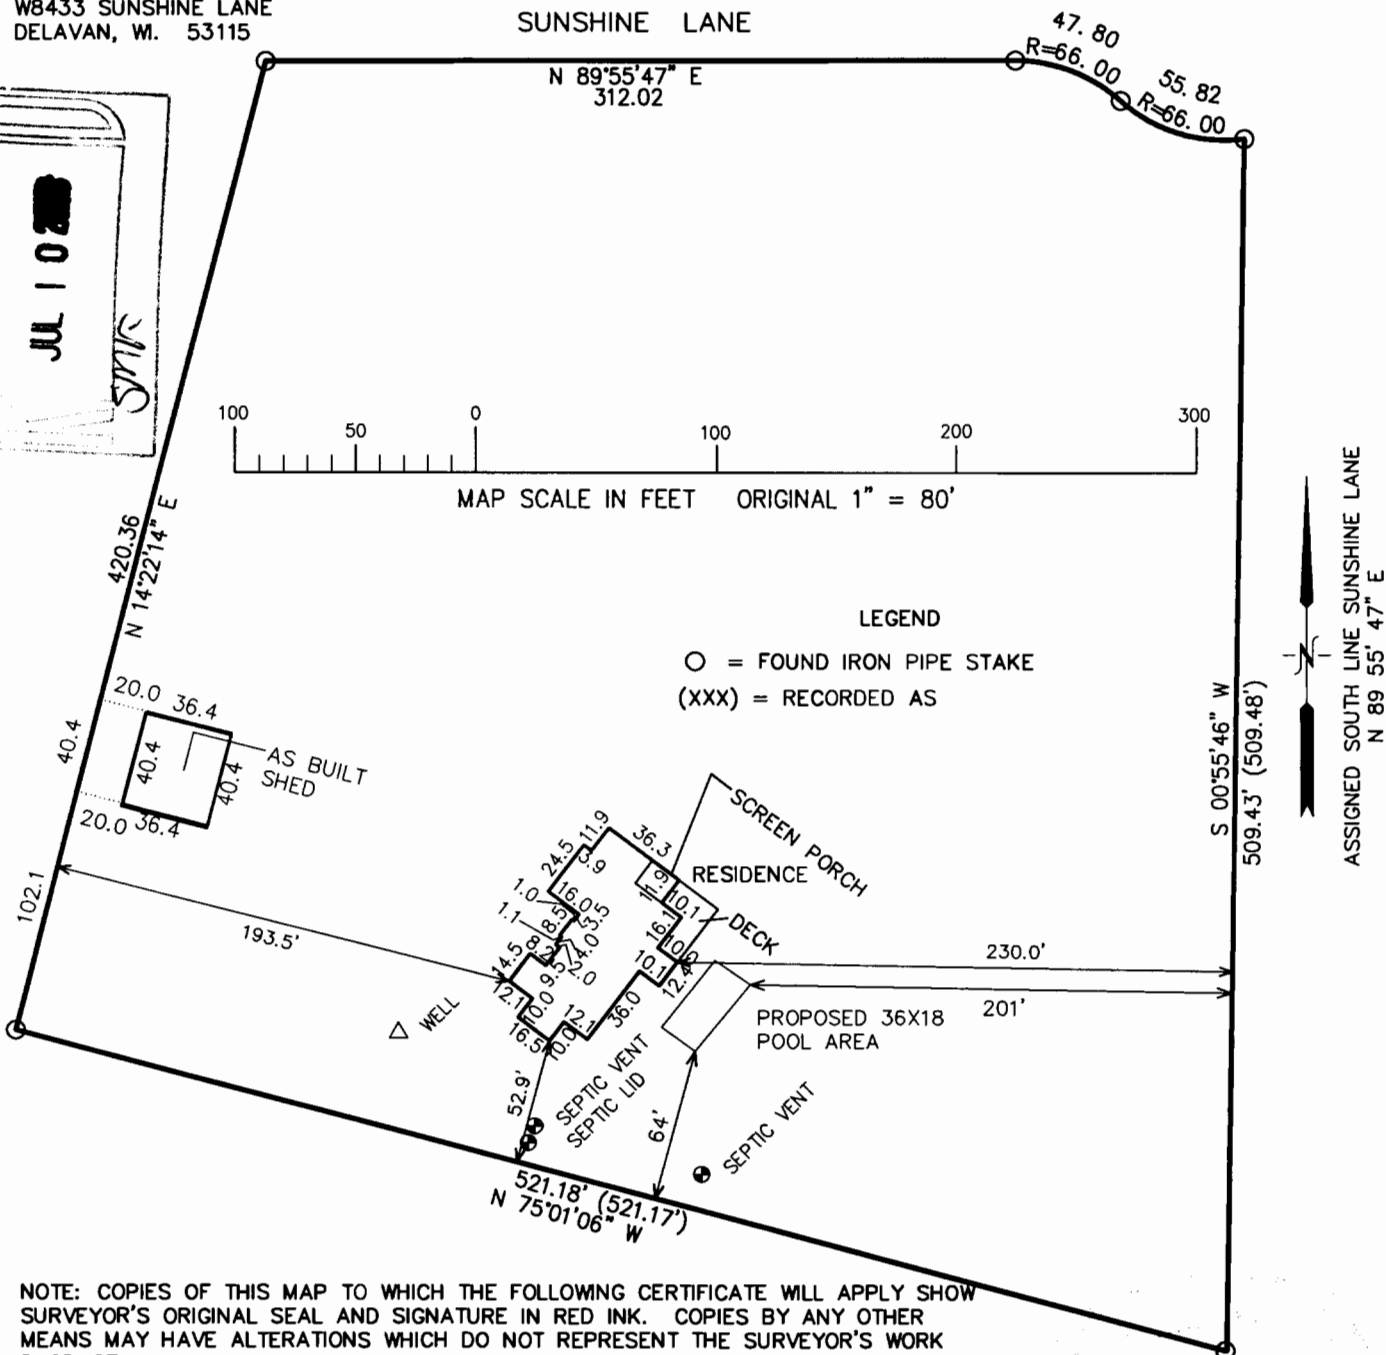 W8433 SUNSHINE LANE
DELAVAN, WI. 53115
SUNSHINE LANE
N 89°55'47" E
312.02
47.80
R=66.00
55.82
R=66.00
JUL 10
100
50
0
100
200
300
MAP SCALE IN FEET ORIGINAL 1" = 80'
420.36
N 14°22'14" E
LEGEND
O = FOUND IRON PIPE STAKE
(XXX) = RECORDED AS
S 00°55'46" W
509.43' (509.48')
ASSIGNED SOUTH LINE SUNSHINE LANE
N 89 55' 47" E
N
20.0 36.4
40.4
40.4
40.4
20.0 36.4
AS BUILT
SHED
102.1
193.5'
SCREEN PORCH
RESIDENCE
DECK
11.9
36.3
24.5
3.9
11.9
10.1
1.0
16.0
1.1
8.5
3.5
16.1
10.0
14.5
8.2
4.0
2.0
9.5
10.1
12.4
12.1
10.0
36.0
12.1
16.5
10.0
230.0'
201'
PROPOSED 36X18
POOL AREA
WELL
52.9'
SEPTIC VENT
SEPTIC LID
64'
SEPTIC VENT
521.18' (521.17')
N 75°01'06" W
NOTE: COPIES OF THIS MAP TO WHICH THE FOLLOWING CERTIFICATE WILL APPLY SHOW
SURVEYOR'S ORIGINAL SEAL AND SIGNATURE IN RED INK. COPIES BY ANY OTHER
MEANS MAY HAVE ALTERATIONS WHICH DO NOT REPRESENT THE SURVEYOR'S WORK